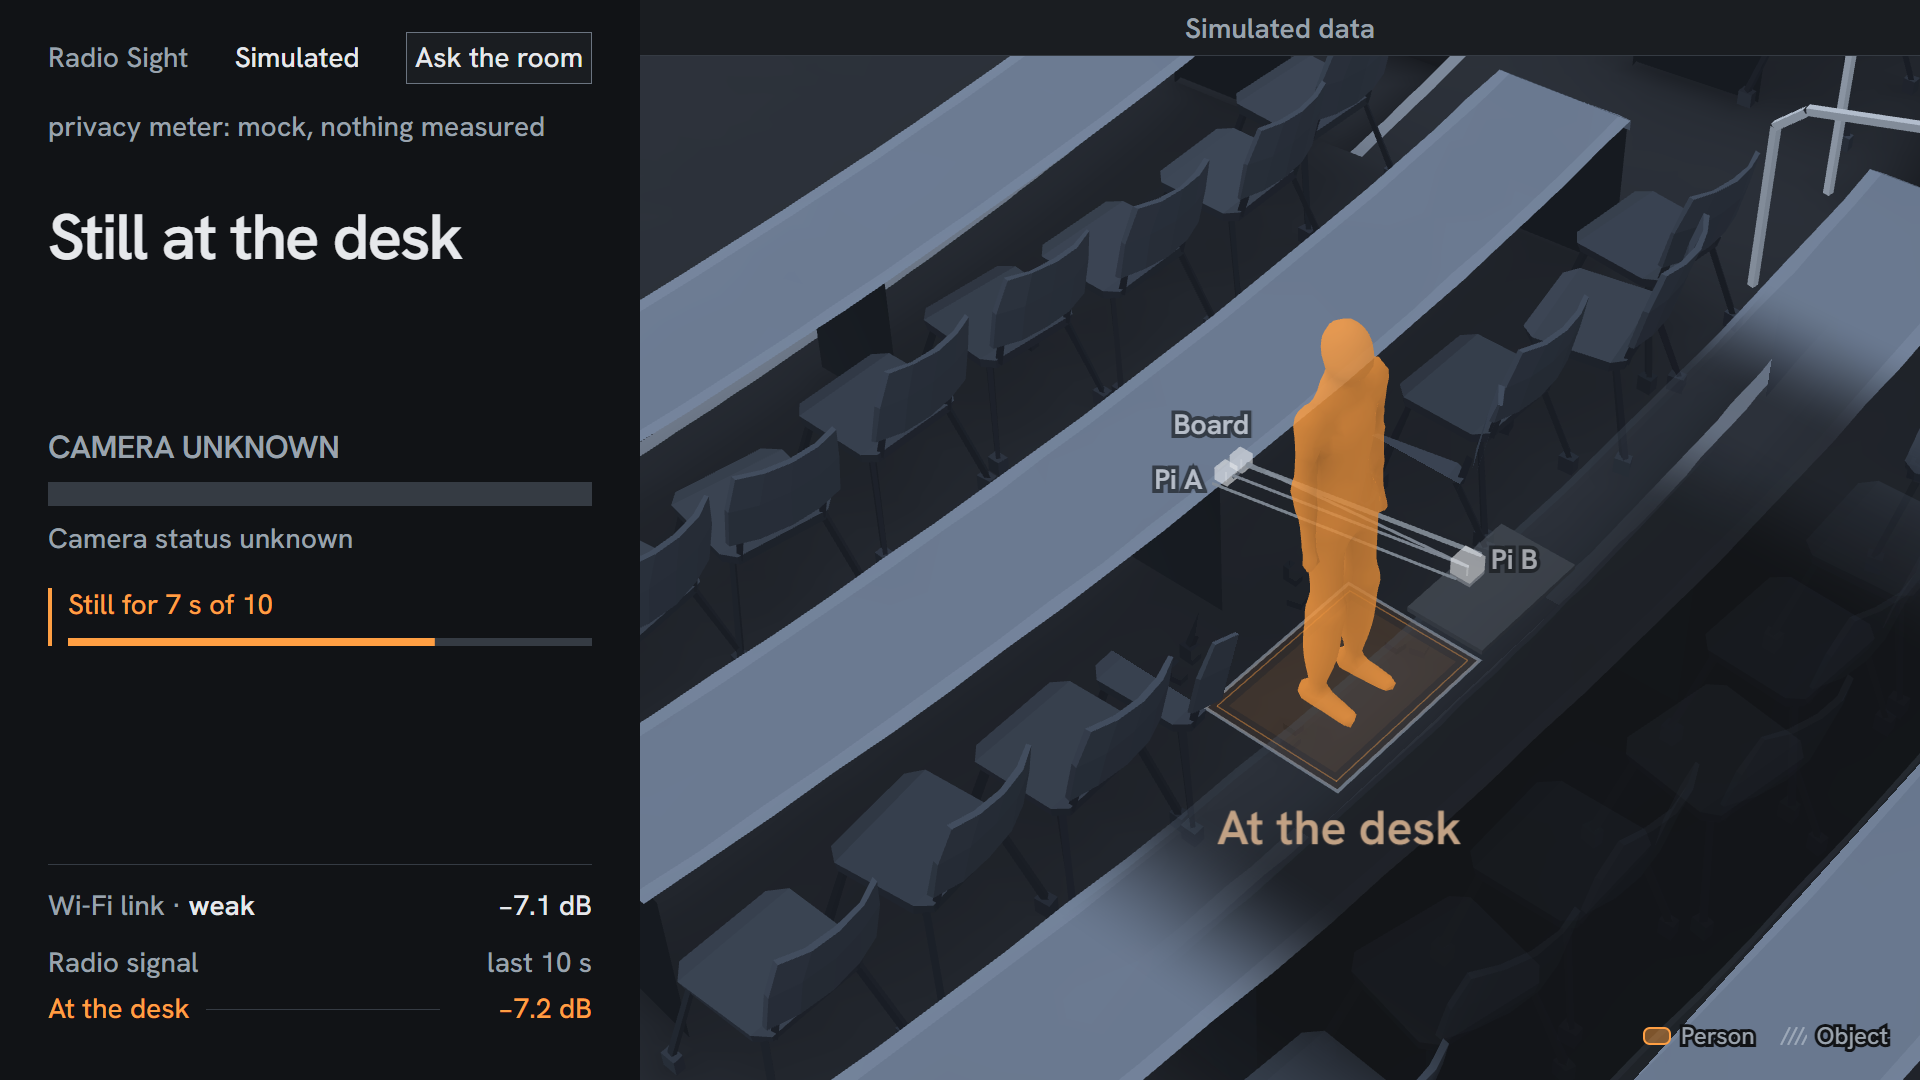 Radio Sight Simulated Ask the room
privacy meter: mock, nothing measured
Still at the desk
CAMERA UNKNOWN
Camera status unknown
Still for 7 s of 10
Wi-Fi link · weak −7.1 dB
Radio signal last 10 s
At the desk −7.2 dB
Simulated data
Board
Pi A
Pi B
At the desk
Person Object